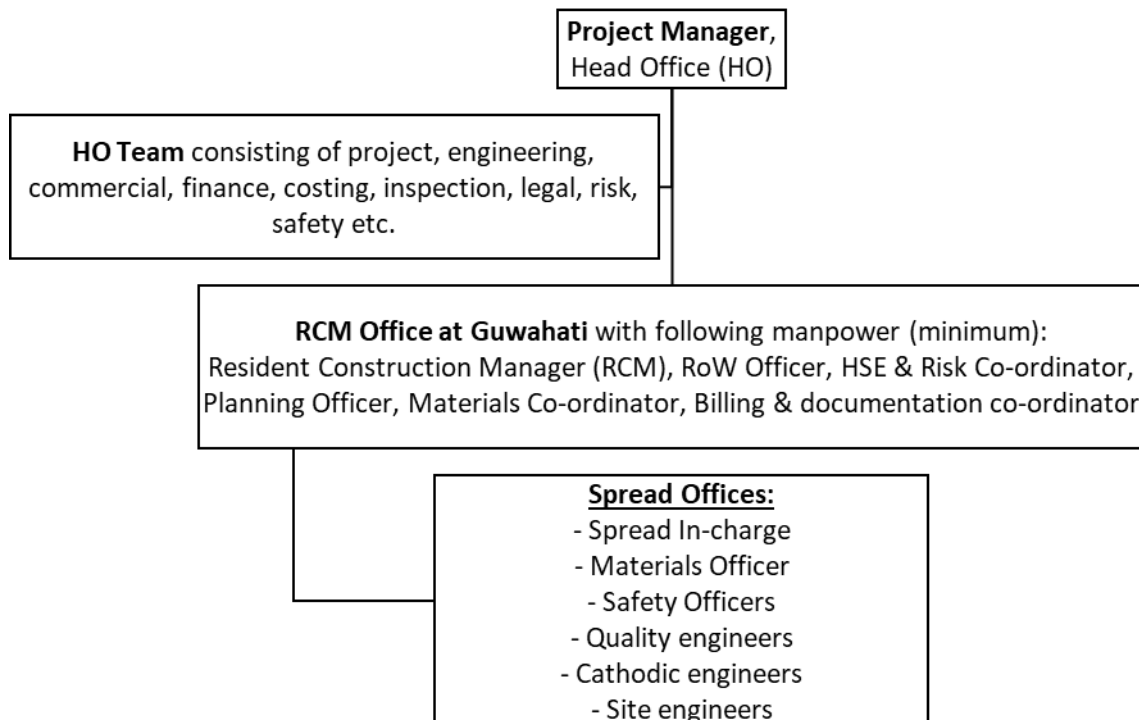 Project Manager,
Head Office (HO)
HO Team consisting of project, engineering,
commercial, finance, costing, inspection, legal, risk,
safety etc.
RCM Office at Guwahati with following manpower (minimum):
Resident Construction Manager (RCM), RoW Officer, HSE & Risk Co-ordinator,
Planning Officer, Materials Co-ordinator, Billing & documentation co-ordinator
Spread Offices:
- Spread In-charge
- Materials Officer
- Safety Officers
- Quality engineers
- Cathodic engineers
- Site engineers